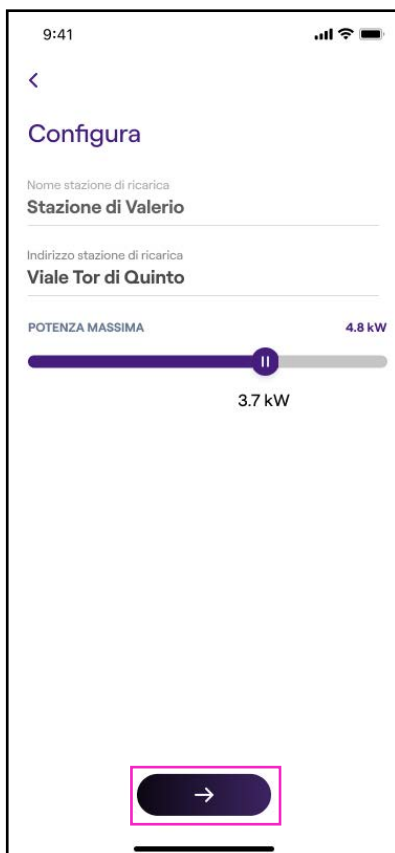 9:41
Configura
Nome stazione di ricarica
Stazione di Valerio
Indirizzo stazione di ricarica
Viale Tor di Quinto
POTENZA MASSIMA 4.8 kW
3.7 kW